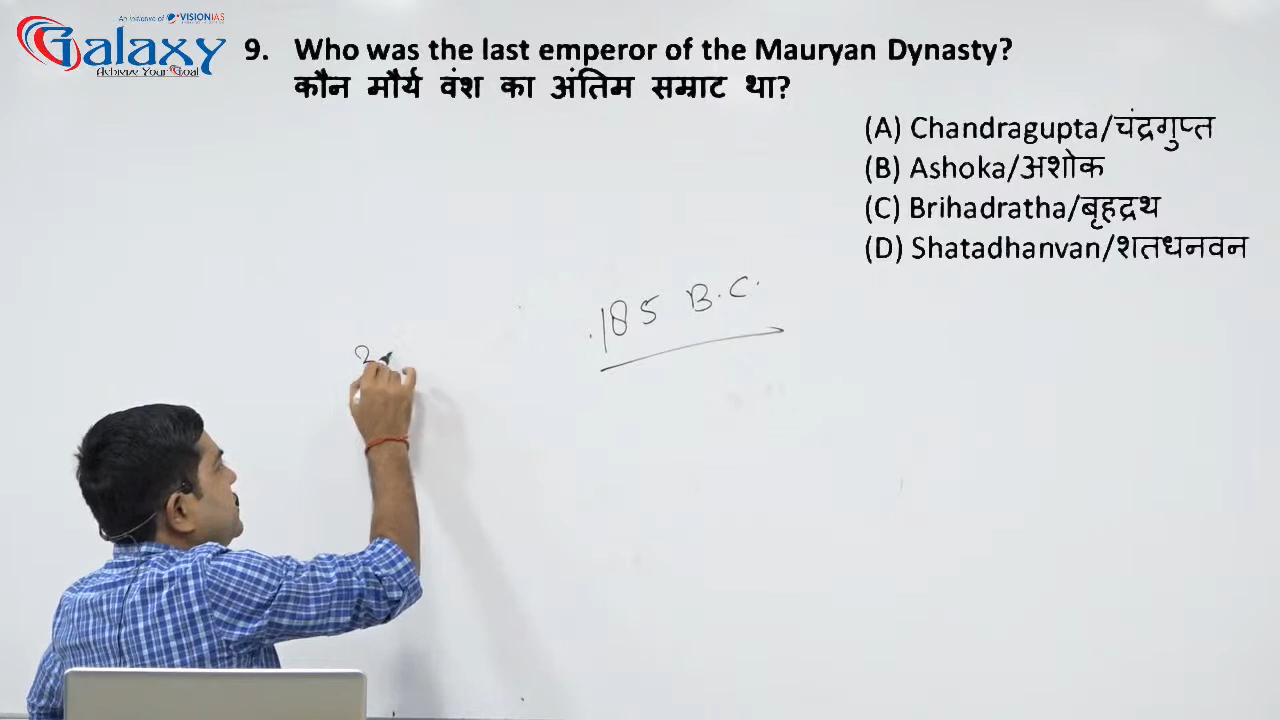 An Initiative of VISIONIAS
Galaxy
Achieve Your Goal
9. Who was the last emperor of the Mauryan Dynasty?
कौन मौर्य वंश का अंतिम सम्राट था?
(A) Chandragupta/चंद्रगुप्त
(B) Ashoka/अशोक
(C) Brihadratha/बृहद्रथ
(D) Shatadhanvan/शतधनवन
185 B.C.
2